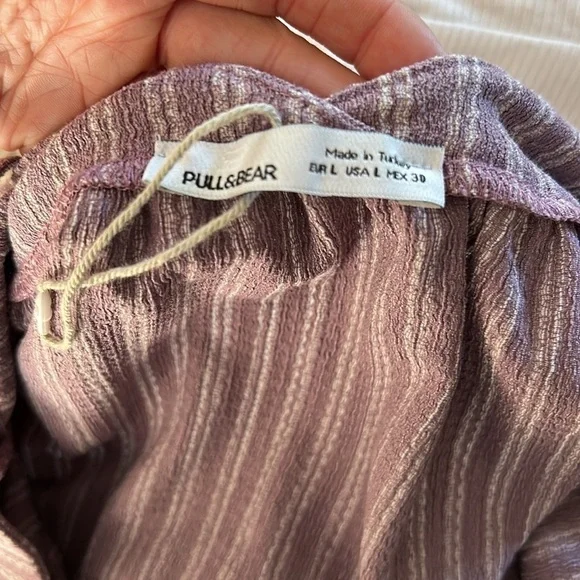 PULL&BEAR
Made in Turkey
EUR L USA L MEX 30